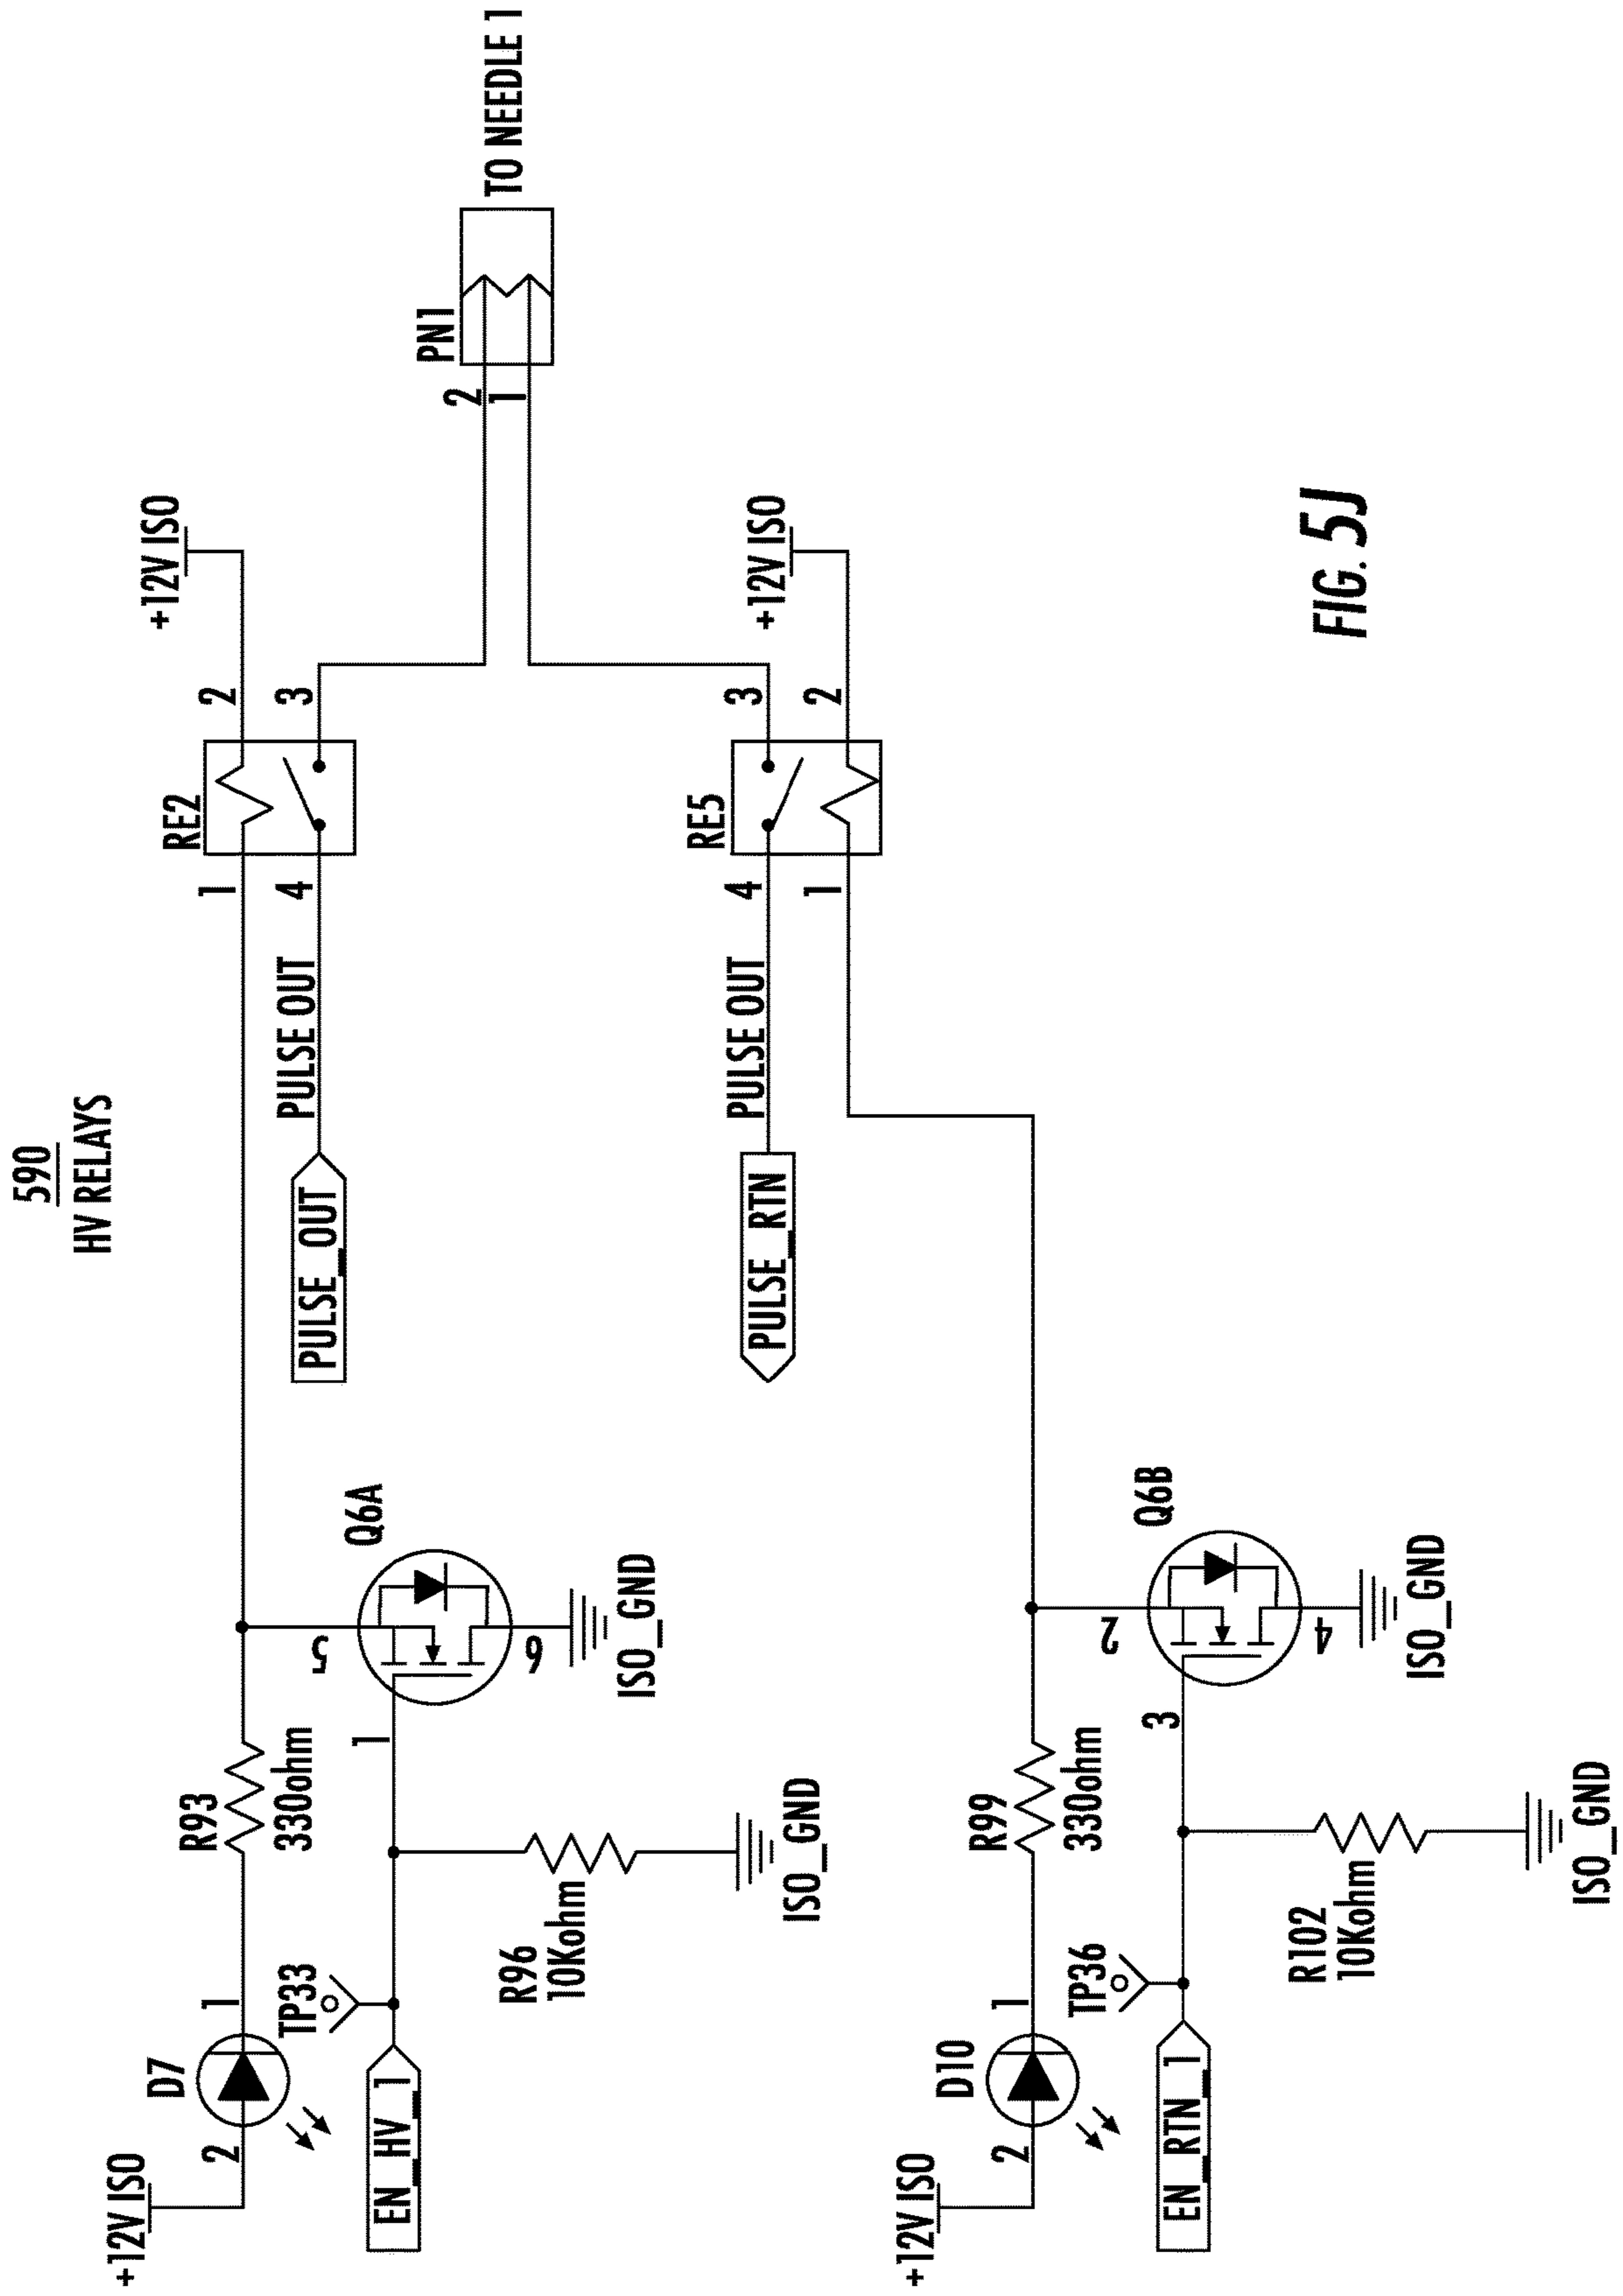 590
HV RELAYS
+12V ISO
D7
2
1
R93
330ohm
EN_HV_1
TP33
R96
10Kohm
ISO_GND
1
5
6
Q6A
ISO_GND
PULSE_OUT
PULSE OUT
RE2
1
4
2
3
+12V ISO
PULSE_RTN
PULSE OUT
RE5
4
1
3
2
+12V ISO
PN1
2
1
TO NEEDLE 1
+12V ISO
D10
2
1
R99
330ohm
EN_RTN_1
TP36
R102
10Kohm
ISO_GND
3
2
4
Q6B
ISO_GND
FIG. 5J